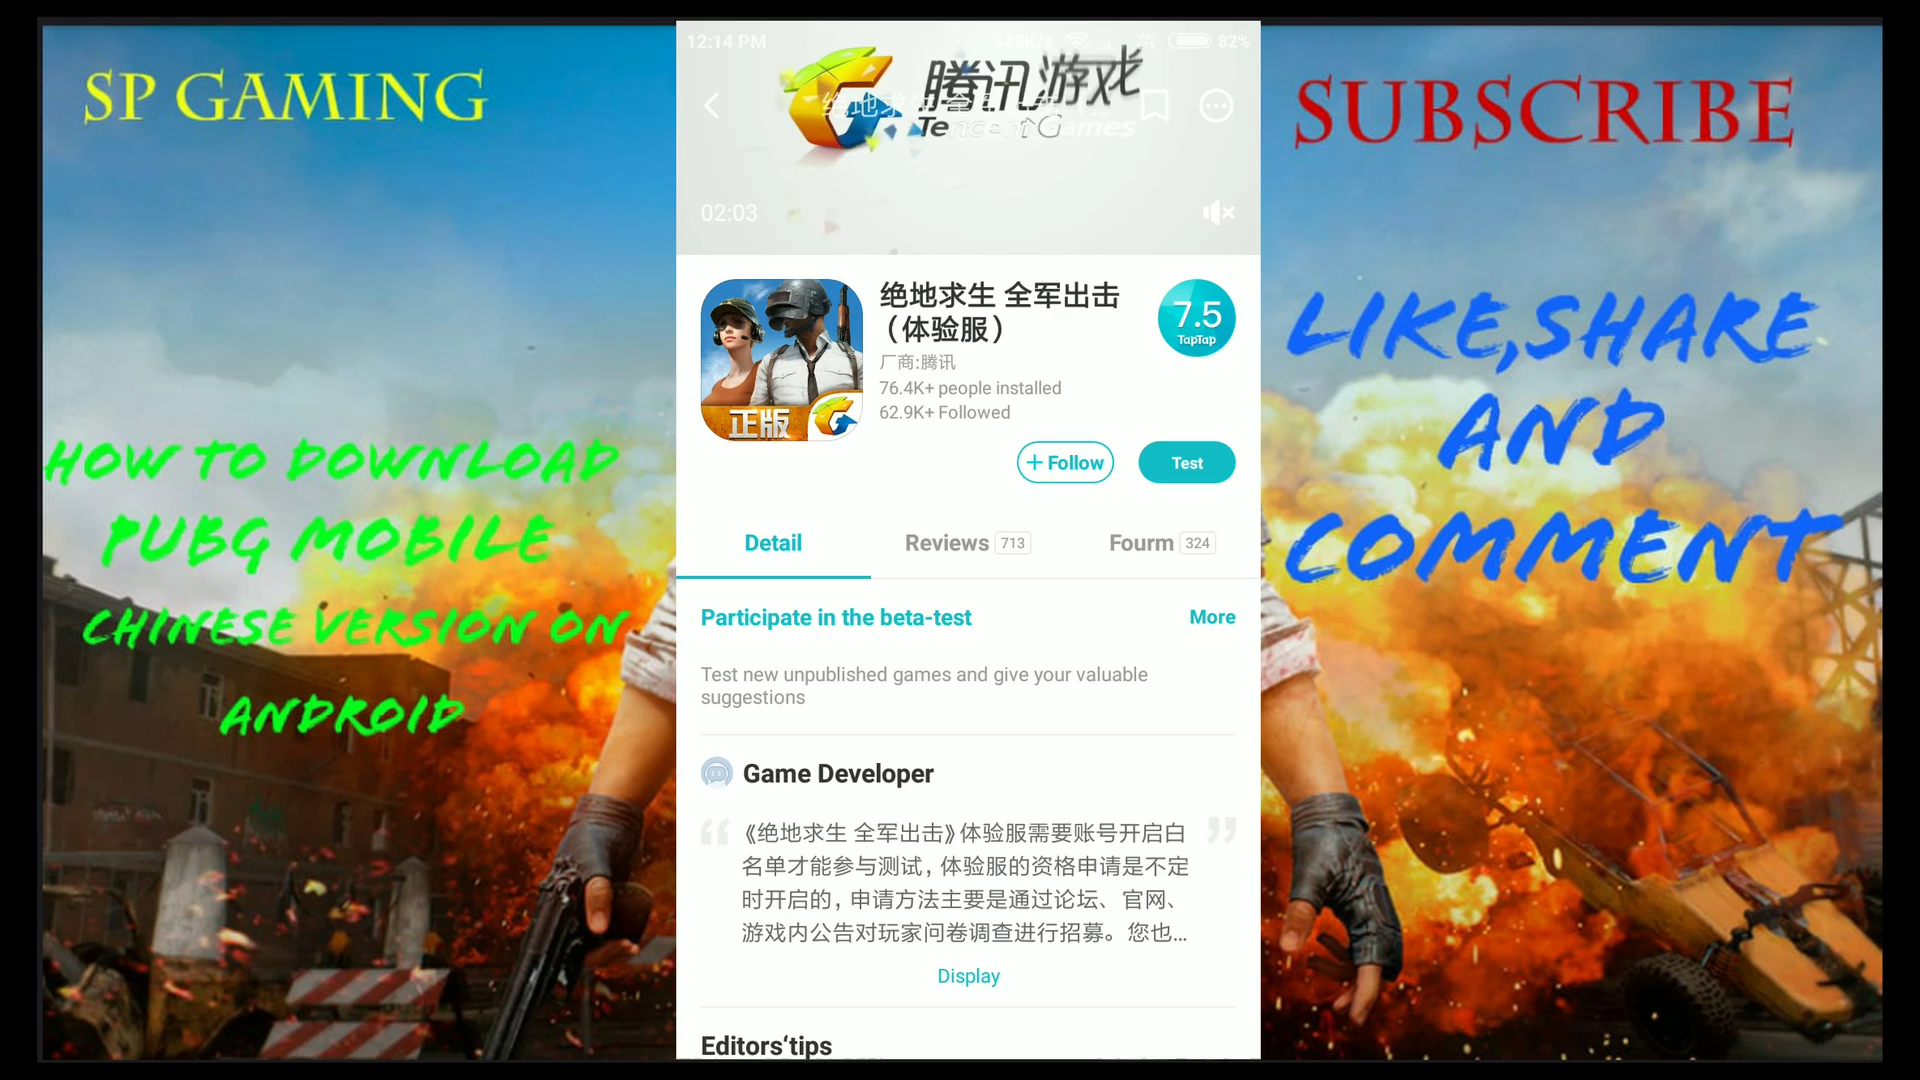 SP GAMING
HOW TO DOWNLOAD
PUBG MOBILE
CHINESE VERSION ON
ANDROID
12:14 PM
82%
腾讯游戏
Tencent Games
02:03
绝地求生 全军出击
（体验服）
厂商:腾讯
76.4K+ people installed
62.9K+ Followed
7.5
TapTap
正版
+ Follow
Test
Detail
Reviews 713
Fourm 324
Participate in the beta-test
More
Test new unpublished games and give your valuable
suggestions
Game Developer
《绝地求生 全军出击》体验服需要账号开启白
名单才能参与测试，体验服的资格申请是不定
时开启的，申请方法主要是通过论坛、官网、
游戏内公告对玩家问卷调查进行招募。您也...
Display
Editors‘tips
SUBSCRIBE
LIKE,SHARE
AND
COMMENT